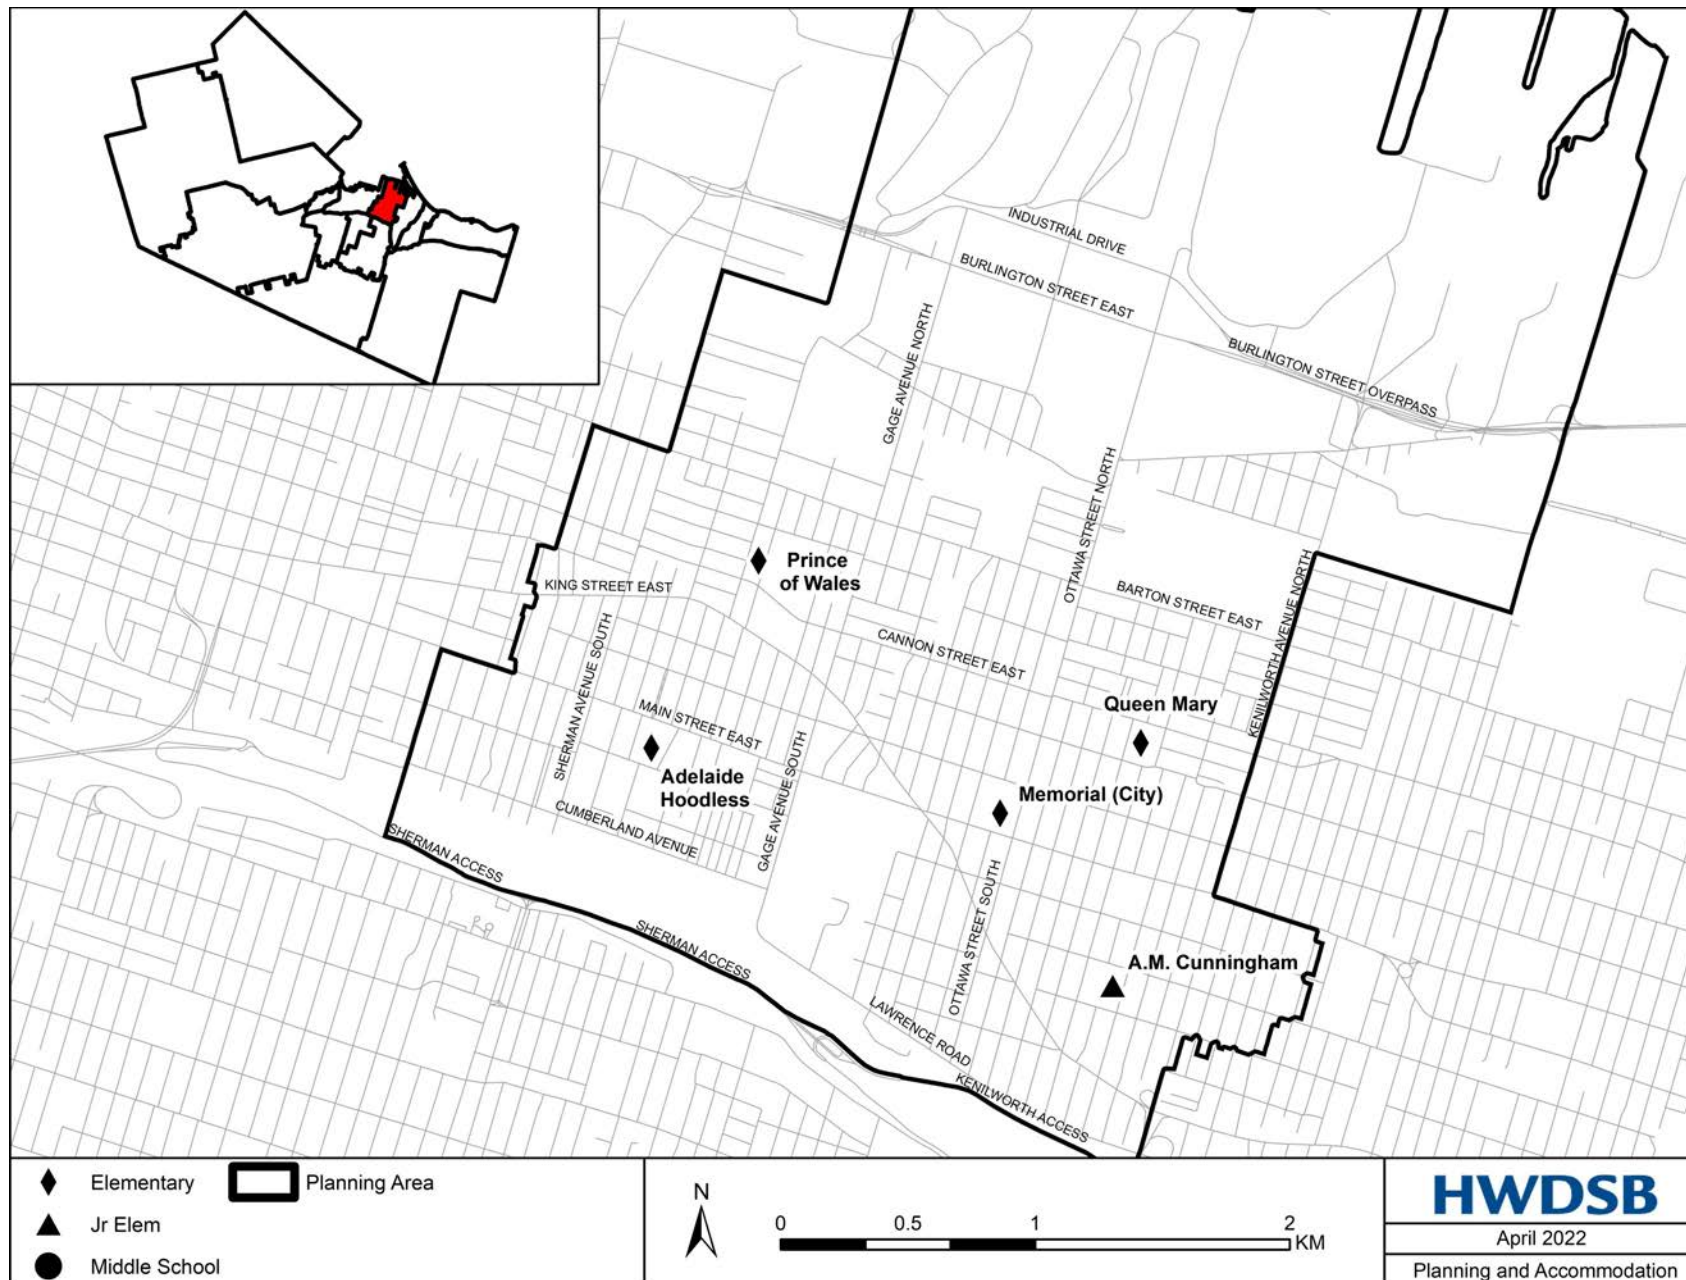 INDUSTRIAL DRIVE
BURLINGTON STREET EAST
GAGE AVENUE NORTH
BURLINGTON STREET OVERPASS
OTTAWA STREET NORTH
Prince
of Wales
KING STREET EAST
BARTON STREET EAST
KENILWORTH AVENUE NORTH
SHERMAN AVENUE SOUTH
CANNON STREET EAST
Queen Mary
MAIN STREET EAST
Adelaide
Hoodless
GAGE AVENUE SOUTH
Memorial (City)
CUMBERLAND AVENUE
SHERMAN ACCESS
SHERMAN ACCESS
OTTAWA STREET SOUTH
A.M. Cunningham
LAWRENCE ROAD
KENILWORTH ACCESS
Elementary
Planning Area
Jr Elem
Middle School
N
0 0.5 1 2
KM
HWDSB
April 2022
Planning and Accommodation